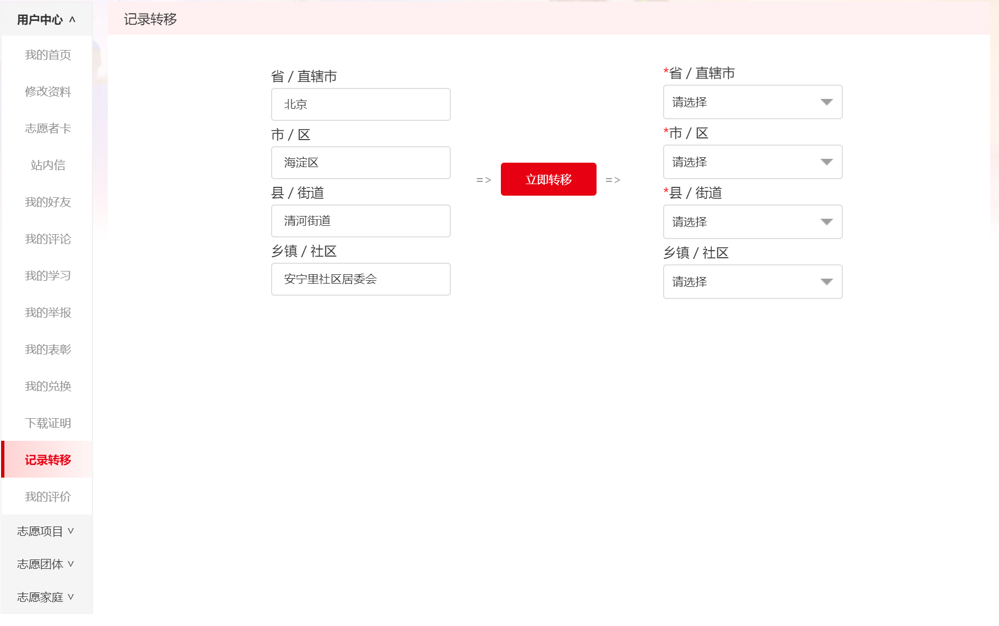 用户中心 ∧
我的首页
修改资料
志愿者卡
站内信
我的好友
我的评论
我的学习
我的举报
我的表彰
我的兑换
下载证明
记录转移
我的评价
志愿项目 ∨
志愿团体 ∨
志愿家庭 ∨
记录转移
省 / 直辖市
北京
市 / 区
海淀区
县 / 街道
清河街道
乡镇 / 社区
安宁里社区居委会
=> 立即转移 =>
*省 / 直辖市
请选择
*市 / 区
请选择
*县 / 街道
请选择
乡镇 / 社区
请选择